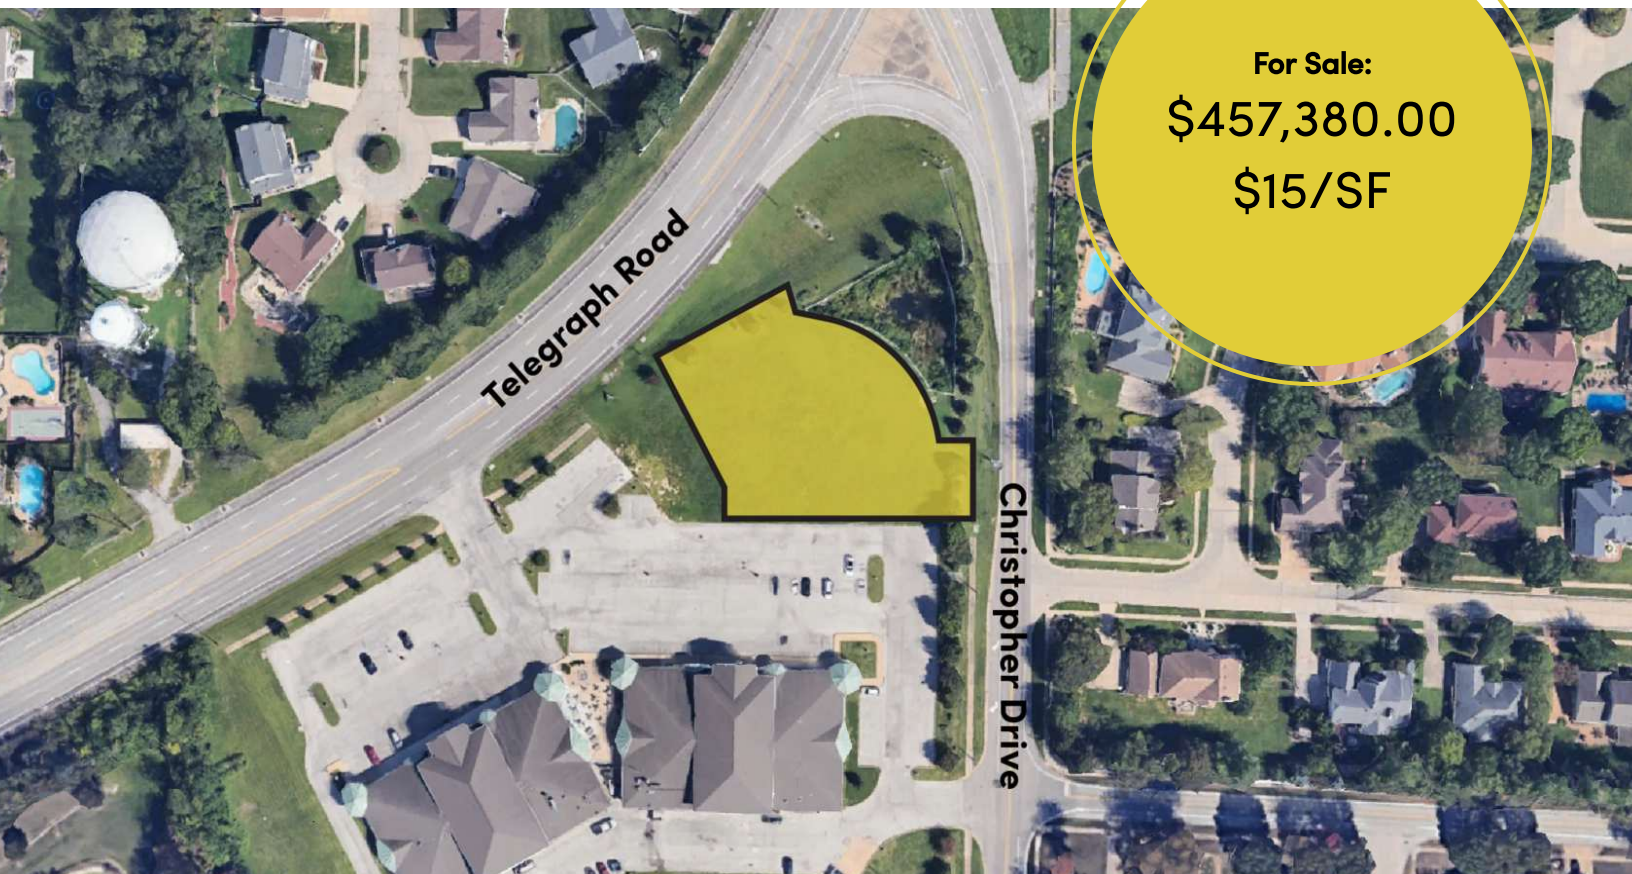 For Sale:
$457,380.00
$15/SF
Telegraph Road
Christopher Drive